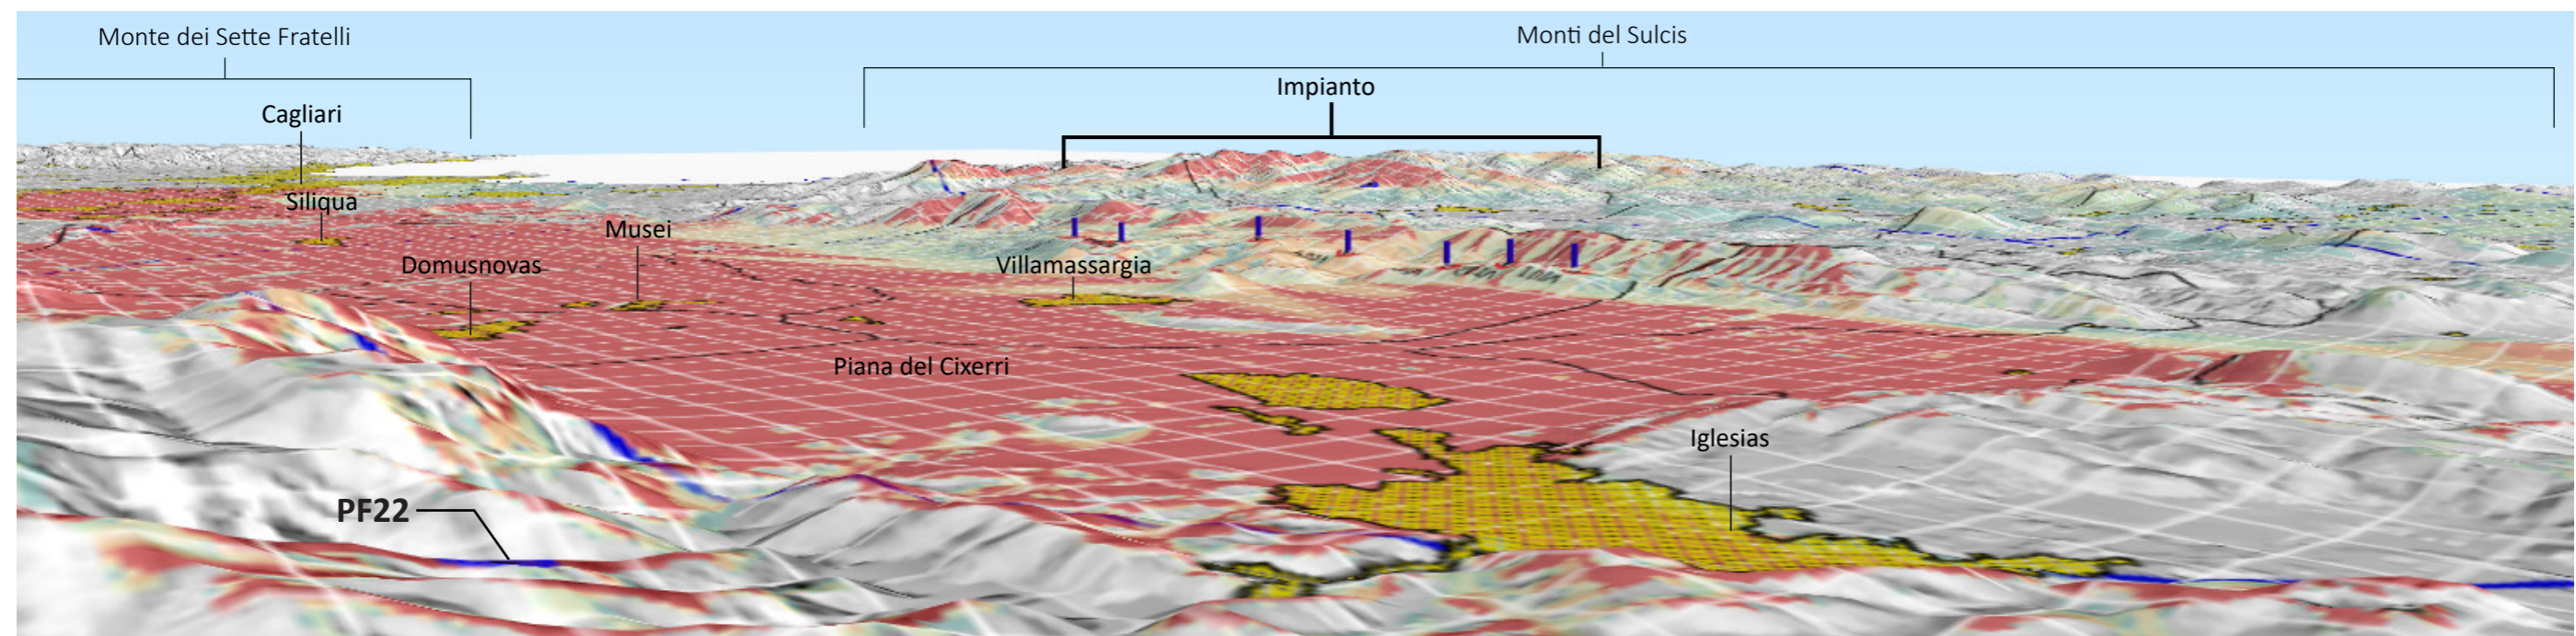 Monte dei Sette Fratelli
Monti del Sulcis
Impianto
Cagliari
Siliqua
Musei
Domusnovas
Villamassargia
Piana del Cixerri
Iglesias
PF22